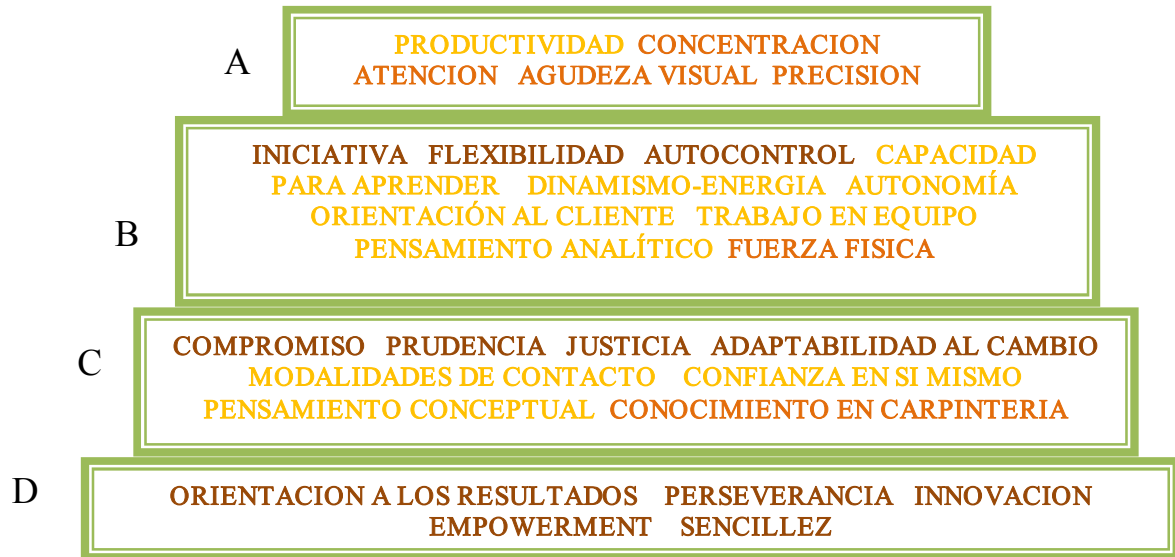 A
PRODUCTIVIDAD CONCENTRACION
ATENCION AGUDEZA VISUAL PRECISION
B
INICIATIVA FLEXIBILIDAD AUTOCONTROL CAPACIDAD
PARA APRENDER DINAMISMO-ENERGIA AUTONOMÍA
ORIENTACIÓN AL CLIENTE TRABAJO EN EQUIPO
PENSAMIENTO ANALÍTICO FUERZA FISICA
C
COMPROMISO PRUDENCIA JUSTICIA ADAPTABILIDAD AL CAMBIO
MODALIDADES DE CONTACTO CONFIANZA EN SI MISMO
PENSAMIENTO CONCEPTUAL CONOCIMIENTO EN CARPINTERIA
D
ORIENTACION A LOS RESULTADOS PERSEVERANCIA INNOVACION
EMPOWERMENT SENCILLEZ